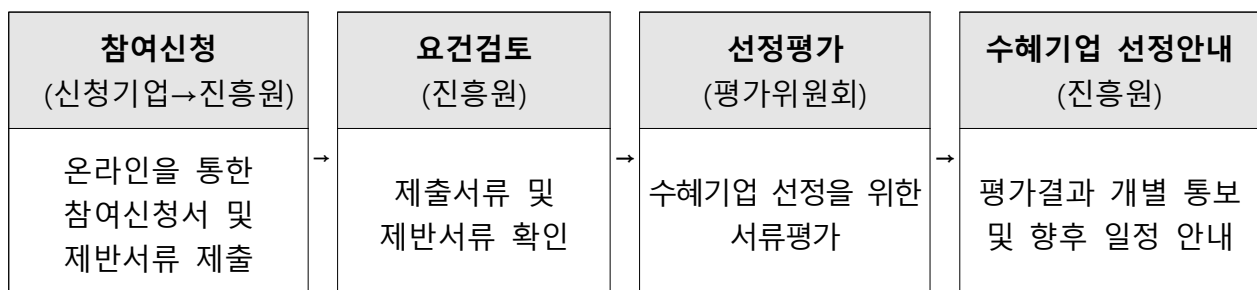 참여신청
(신청기업→진흥원)
온라인을 통한
참여신청서 및
제반서류 제출
→
요건검토
(진흥원)
제출서류 및
제반서류 확인
→
선정평가
(평가위원회)
수혜기업 선정을 위한
서류평가
→
수혜기업 선정안내
(진흥원)
평가결과 개별 통보
및 향후 일정 안내